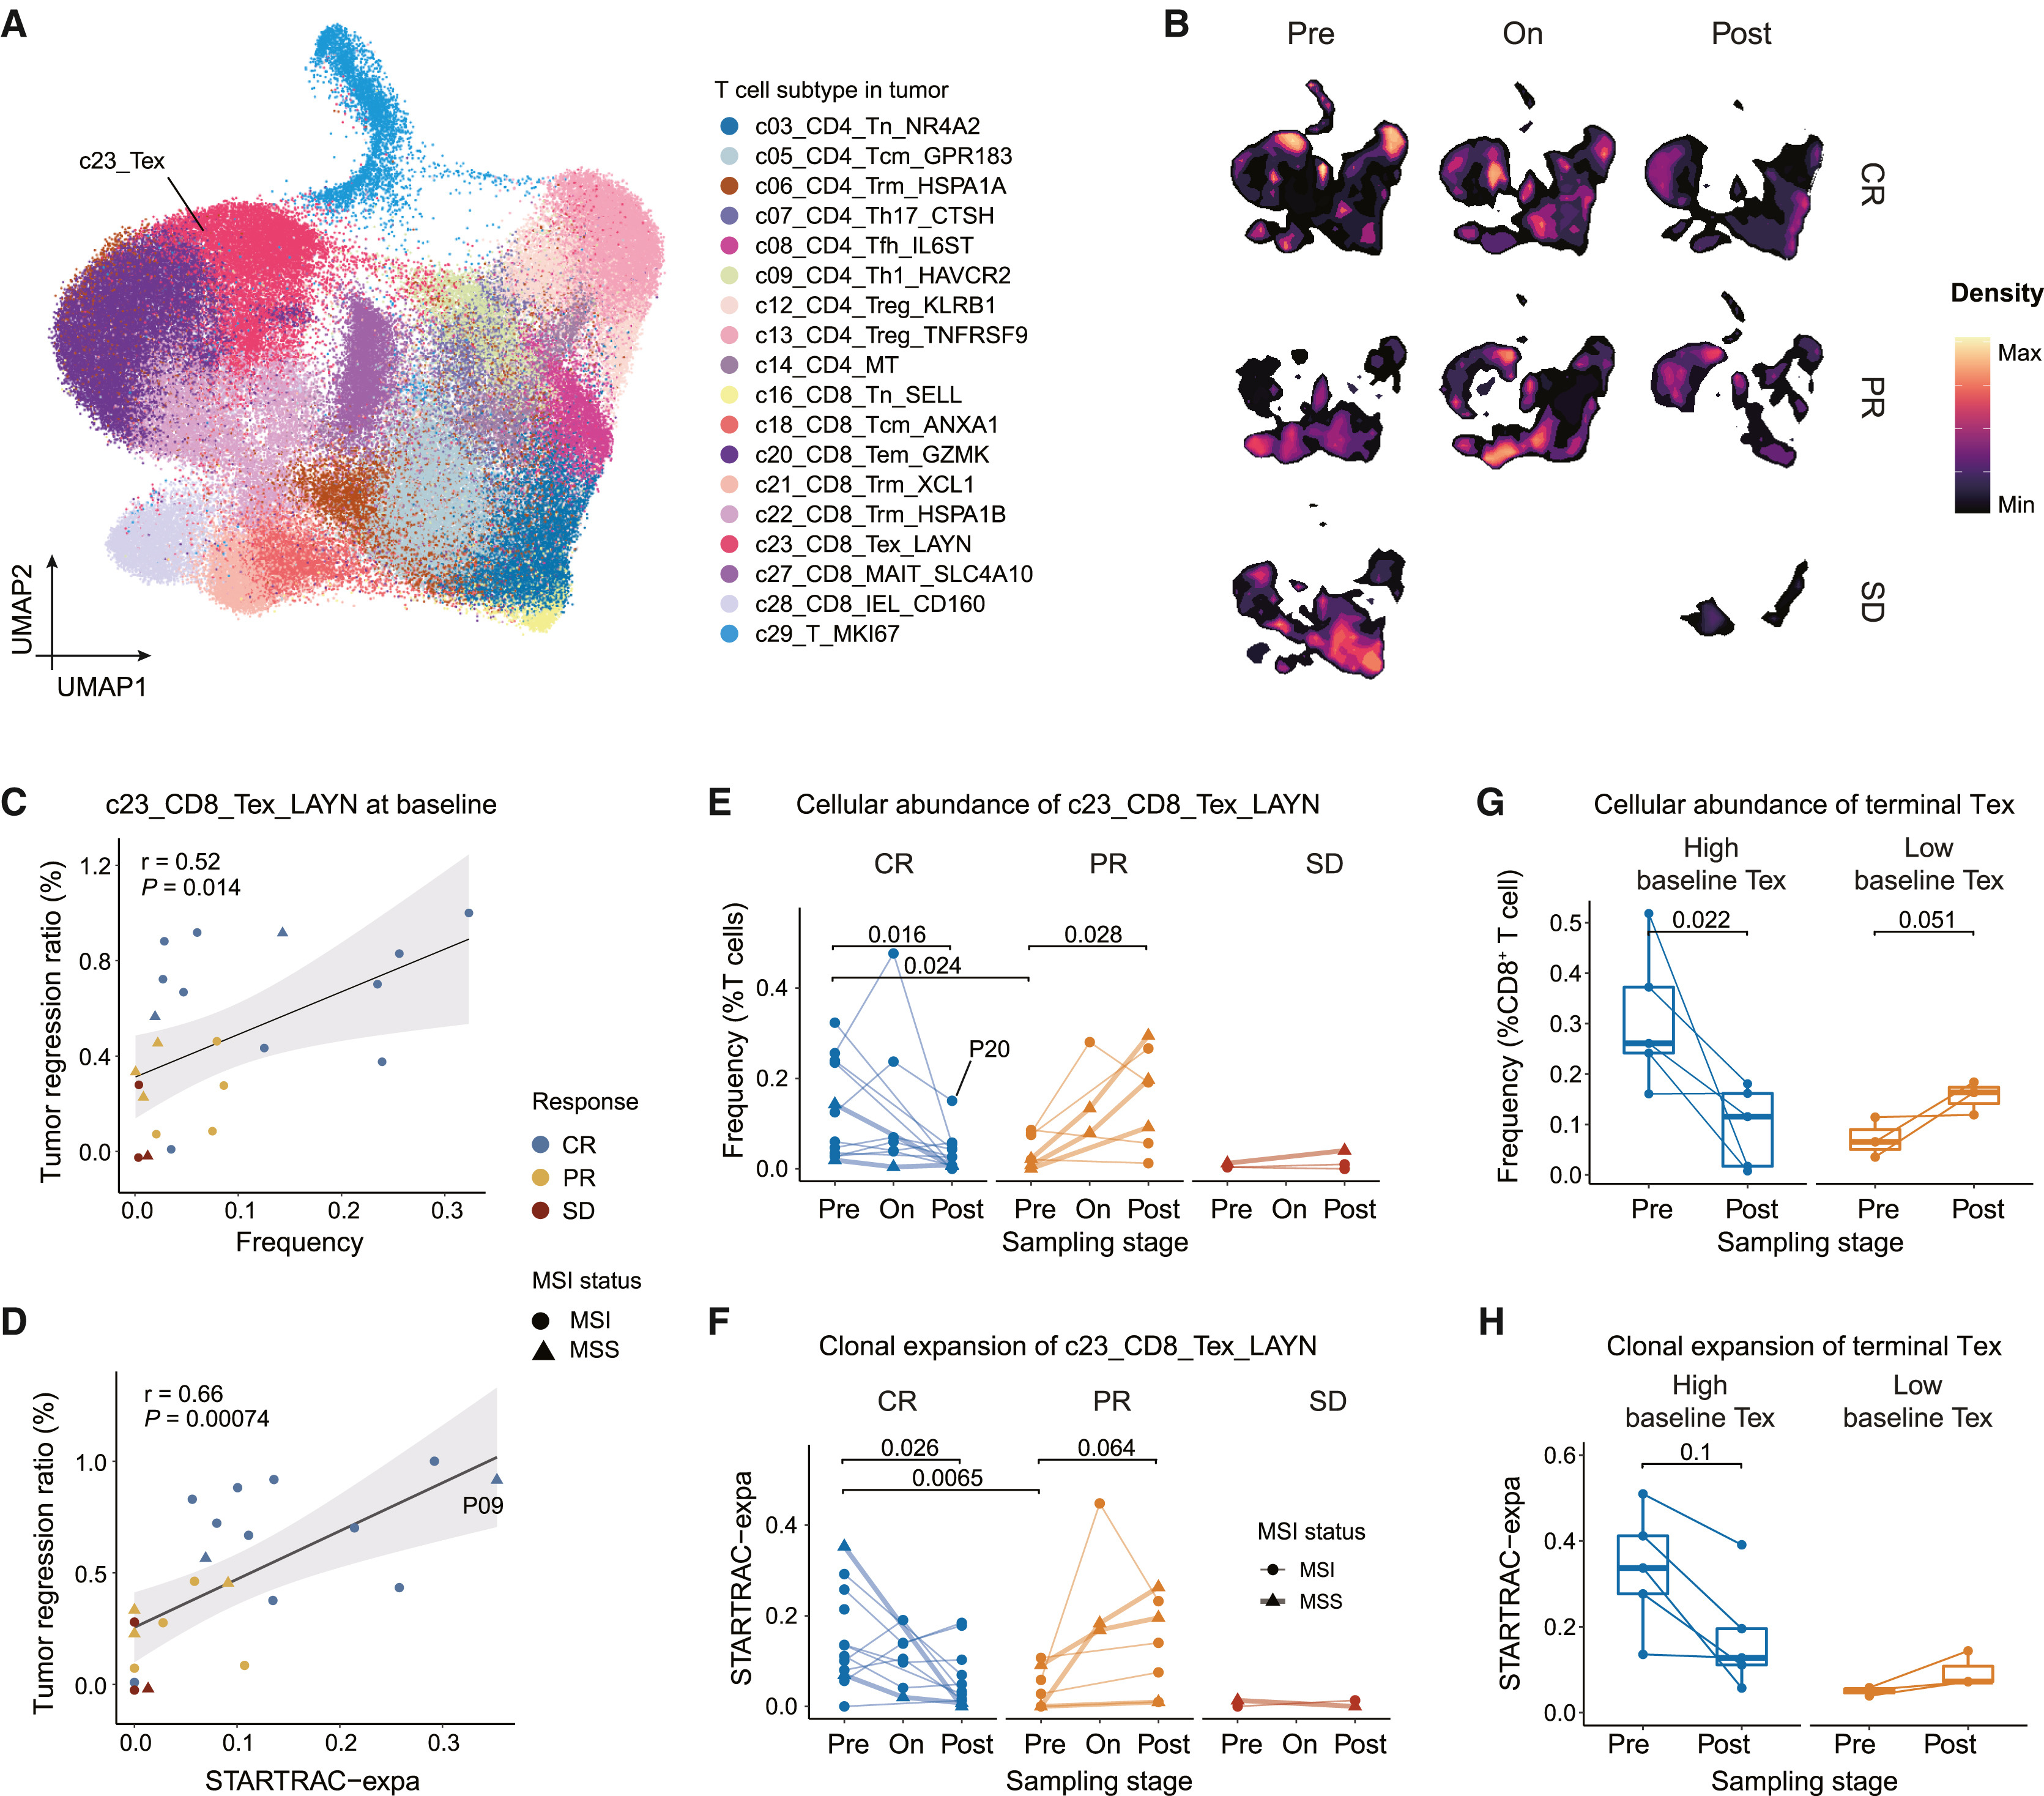 A
c23_Tex
UMAP2
UMAP1
T cell subtype in tumor
c03_CD4_Tn_NR4A2
c05_CD4_Tcm_GPR183
c06_CD4_Trm_HSPA1A
c07_CD4_Th17_CTSH
c08_CD4_Tfh_IL6ST
c09_CD4_Th1_HAVCR2
c12_CD4_Treg_KLRB1
c13_CD4_Treg_TNFRSF9
c14_CD4_MT
c16_CD8_Tn_SELL
c18_CD8_Tcm_ANXA1
c20_CD8_Tem_GZMK
c21_CD8_Trm_XCL1
c22_CD8_Trm_HSPA1B
c23_CD8_Tex_LAYN
c27_CD8_MAIT_SLC4A10
c28_CD8_IEL_CD160
c29_T_MKI67
B
Pre On Post
CR
PR
SD
Density
Max
Min
C
c23_CD8_Tex_LAYN at baseline
r = 0.52
P = 0.014
Tumor regression ratio (%)
1.2
0.8
0.4
0.0
0.0 0.1 0.2 0.3
Frequency
Response
CR
PR
SD
MSI status
MSI
MSS
D
r = 0.66
P = 0.00074
P09
Tumor regression ratio (%)
1.0
0.5
0.0
0.0 0.1 0.2 0.3
STARTRAC−expa
E
Cellular abundance of c23_CD8_Tex_LAYN
CR PR SD
0.016
0.028
0.024
P20
Frequency (%T cells)
0.4
0.2
0.0
Pre On Post Pre On Post Pre On Post
Sampling stage
F
Clonal expansion of c23_CD8_Tex_LAYN
CR PR SD
0.026
0.064
0.0065
STARTRAC−expa
0.4
0.2
0.0
MSI status
MSI
MSS
Pre On Post Pre On Post Pre On Post
Sampling stage
G
Cellular abundance of terminal Tex
High
baseline Tex
Low
baseline Tex
0.022
0.051
Frequency (%CD8⁺ T cell)
0.5
0.4
0.3
0.2
0.1
0.0
Pre Post Pre Post
Sampling stage
H
Clonal expansion of terminal Tex
High
baseline Tex
Low
baseline Tex
0.1
STARTRAC−expa
0.6
0.4
0.2
0.0
Pre Post Pre Post
Sampling stage